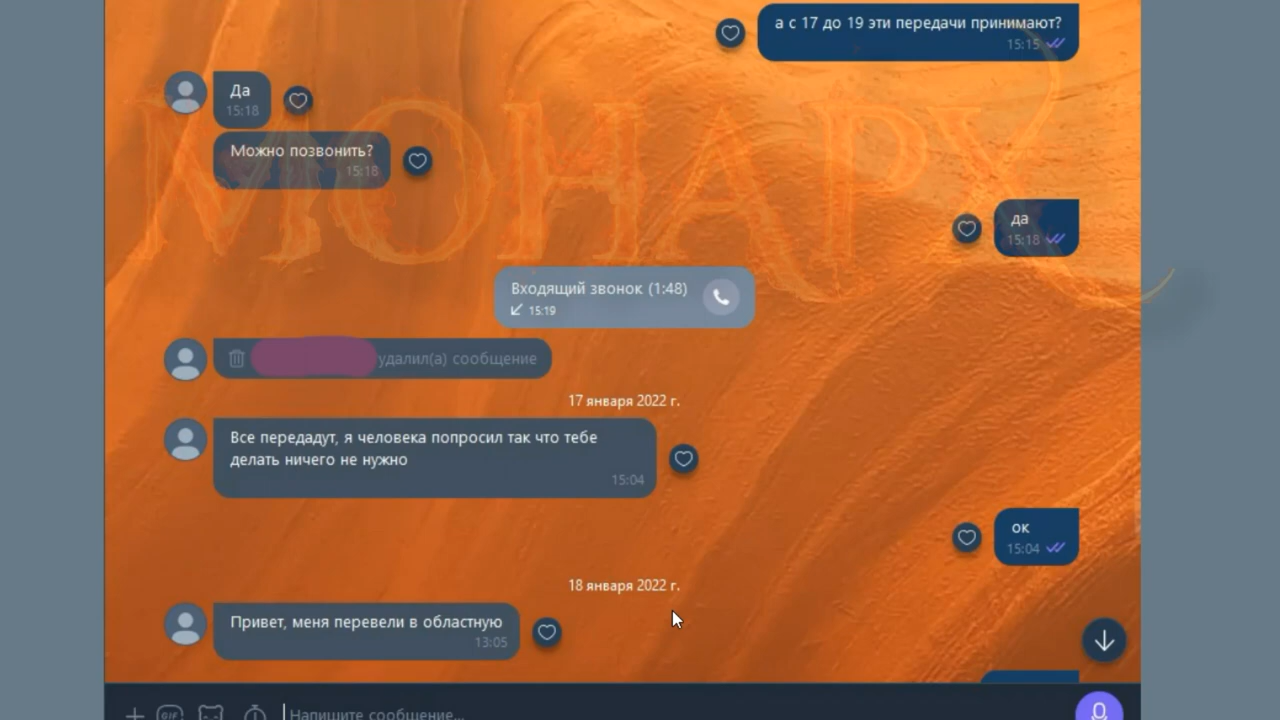 а с 17 до 19 эти передачи принимают?
15:15
Да
15:18
Можно позвонить?
15:18
МОНАРХ
да
15:18
Входящий звонок (1:48)
15:19
удалил(а) сообщение
17 января 2022 г.
Все передадут, я человека попросил так что тебе
делать ничего не нужно
15:04
ок
15:04
18 января 2022 г.
Привет, меня перевели в областную
13:05
GIF
Напишите сообщение...